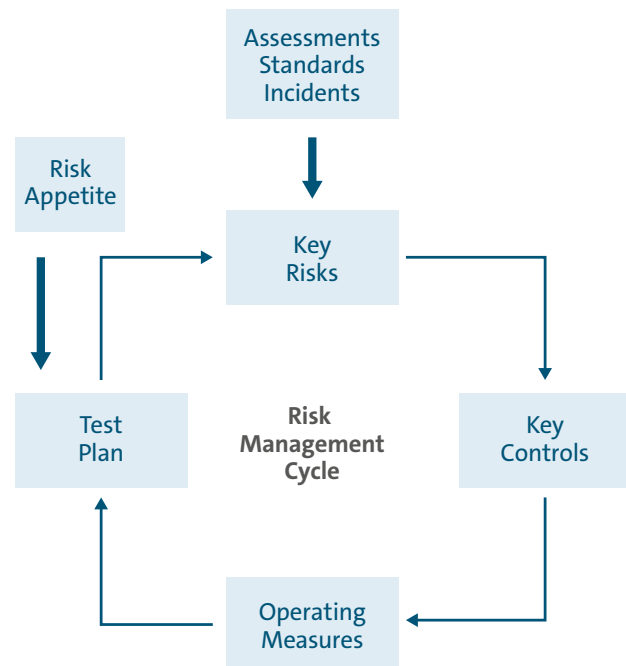 Assessments
Standards
Incidents
Risk
Appetite
Key
Risks
Test
Plan
Risk
Management
Cycle
Key
Controls
Operating
Measures